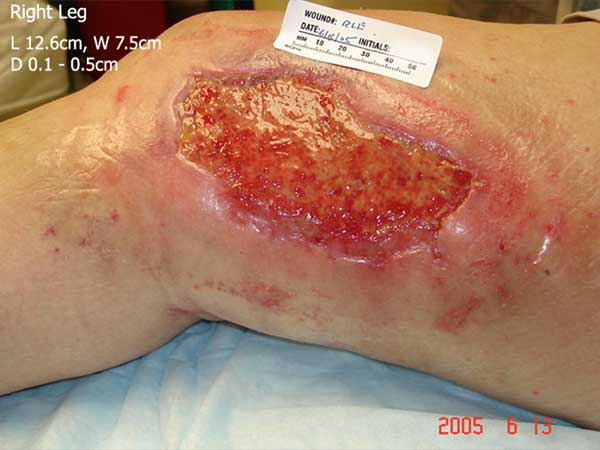 Right Leg
L 12.6cm, W 7.5cm
D 0.1 - 0.5cm
WOUND#: RLE
DATE: INITIALS:
MM 10 20 30 40 50
2005 6 13